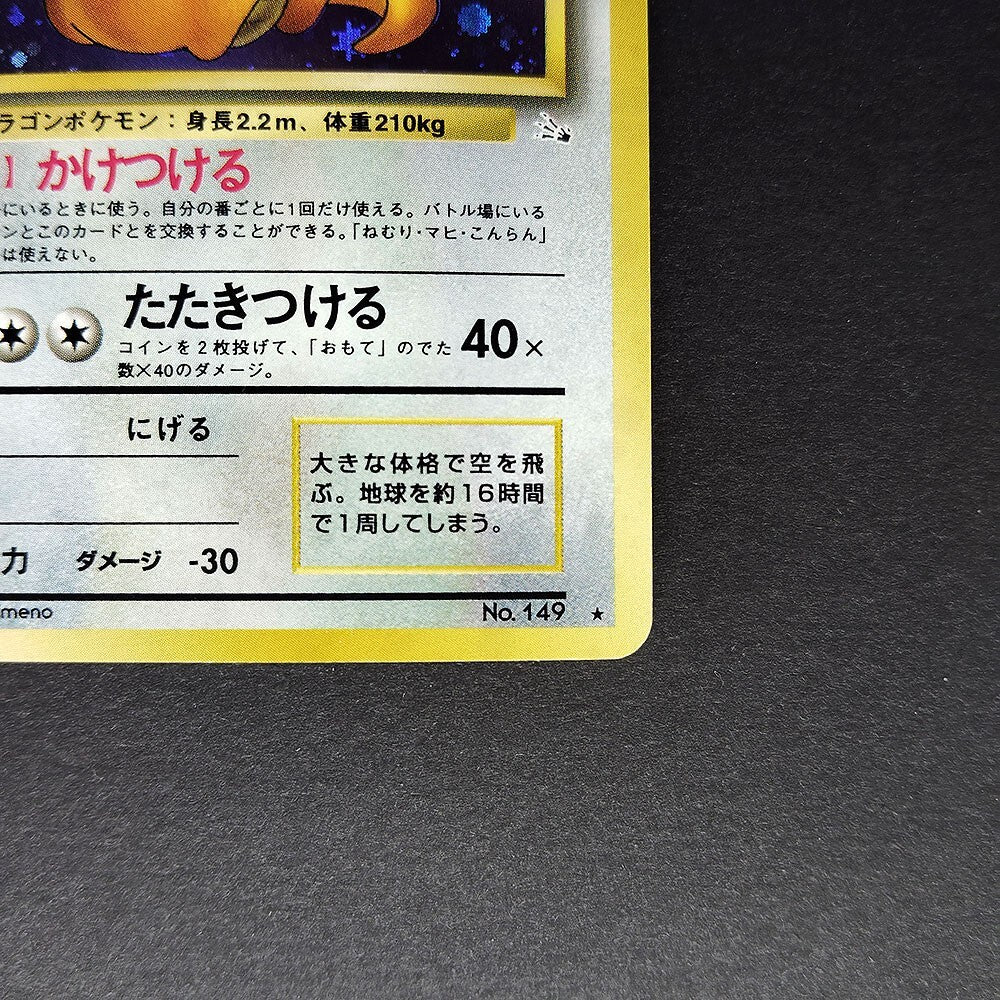 ラゴンポケモン：身長2.2m、体重210kg
】かけつける
にいるときに使う。自分の番ごとに1回だけ使える。バトル場にいる
ンとこのカードとを交換することができる。「ねむり・マヒ・こんらん」
は使えない。
たたきつける 40×
コインを2枚投げて、「おもて」のでた
数×40のダメージ。
にげる
大きな体格で空を飛
ぶ。地球を約16時間
で1周してしまう。
力 ダメージ -30
meno
No. 149 ★